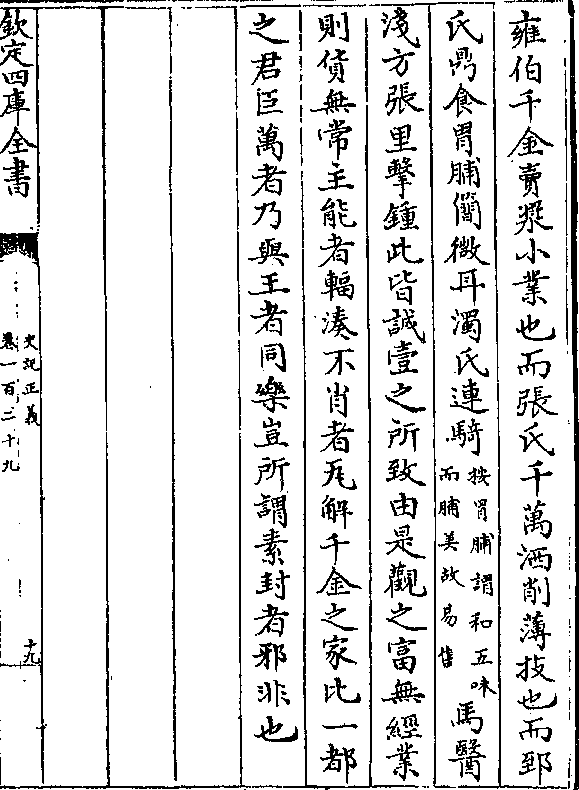 雍伯千金賣漿小業也而張氏千萬洒削薄技也而郅
氏鼎食胃脯簡微耳濁氏連騎按胃脯謂和五味而脯美故易售馬醫
淺方張里擊鍾此皆誠壹之所致由是觀之富無經業
則貨無常主能者輻湊不肖者瓦解千金之家比一都
之君巨萬者乃與王者同樂豈所謂素封者邪非也
欽定四庫全書
史記正義
卷一百二十九
十九